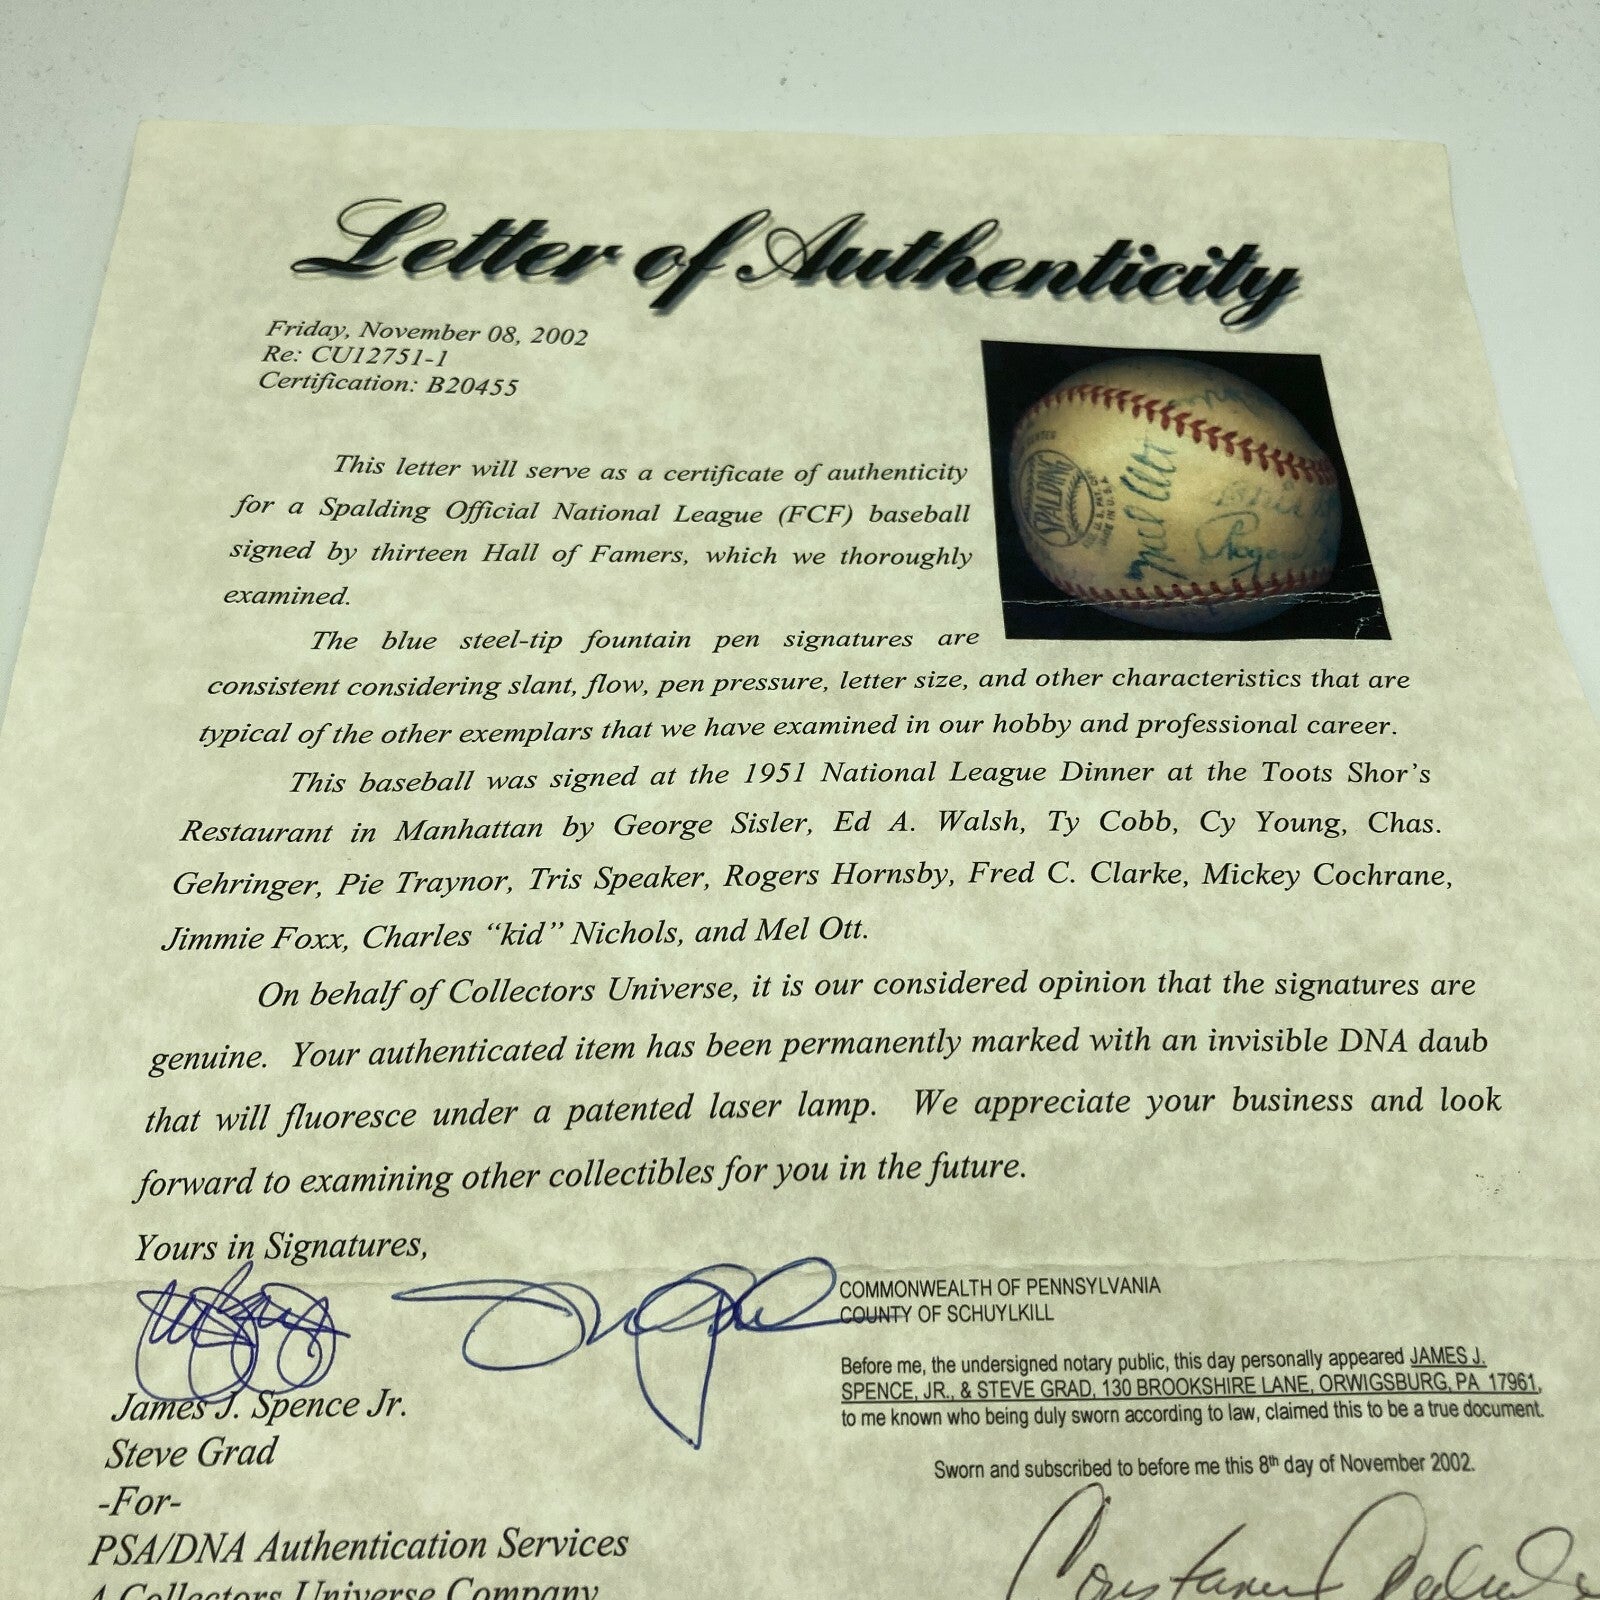 Letter of Authenticity
Friday, November 08, 2002
Re: CU12751-1
Certification: B20455
This letter will serve as a certificate of authenticity
for a Spalding Official National League (FCF) baseball
signed by thirteen Hall of Famers, which we thoroughly
examined.
SPALDING
Mel Ott
Rogers
The blue steel-tip fountain pen signatures are
consistent considering slant, flow, pen pressure, letter size, and other characteristics that are
typical of the other exemplars that we have examined in our hobby and professional career.
This baseball was signed at the 1951 National League Dinner at the Toots Shor's
Restaurant in Manhattan by George Sisler, Ed A. Walsh, Ty Cobb, Cy Young, Chas.
Gehringer, Pie Traynor, Tris Speaker, Rogers Hornsby, Fred C. Clarke, Mickey Cochrane,
Jimmie Foxx, Charles “kid” Nichols, and Mel Ott.
On behalf of Collectors Universe, it is our considered opinion that the signatures are
genuine. Your authenticated item has been permanently marked with an invisible DNA daub
that will fluoresce under a patented laser lamp. We appreciate your business and look
forward to examining other collectibles for you in the future.
Yours in Signatures,
James J. Spence Jr.
Steve Grad
-For-
PSA/DNA Authentication Services
A Collectors Universe Company
COMMONWEALTH OF PENNSYLVANIA
COUNTY OF SCHUYLKILL
Before me, the undersigned notary public, this day personally appeared JAMES J.
SPENCE, JR., & STEVE GRAD, 130 BROOKSHIRE LANE, ORWIGSBURG, PA 17961,
to me known who being duly sworn according to law, claimed this to be a true document.
Sworn and subscribed to before me this 8th day of November 2002.